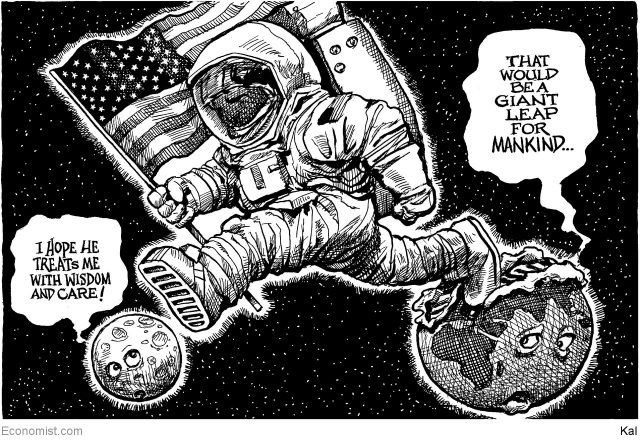 THAT
WOULD
BE A
GIANT
LEAP
FOR
MANKIND...
I HOPE HE
TREATS ME
WITH WISDOM
AND CARE!
Economist.com
Kal